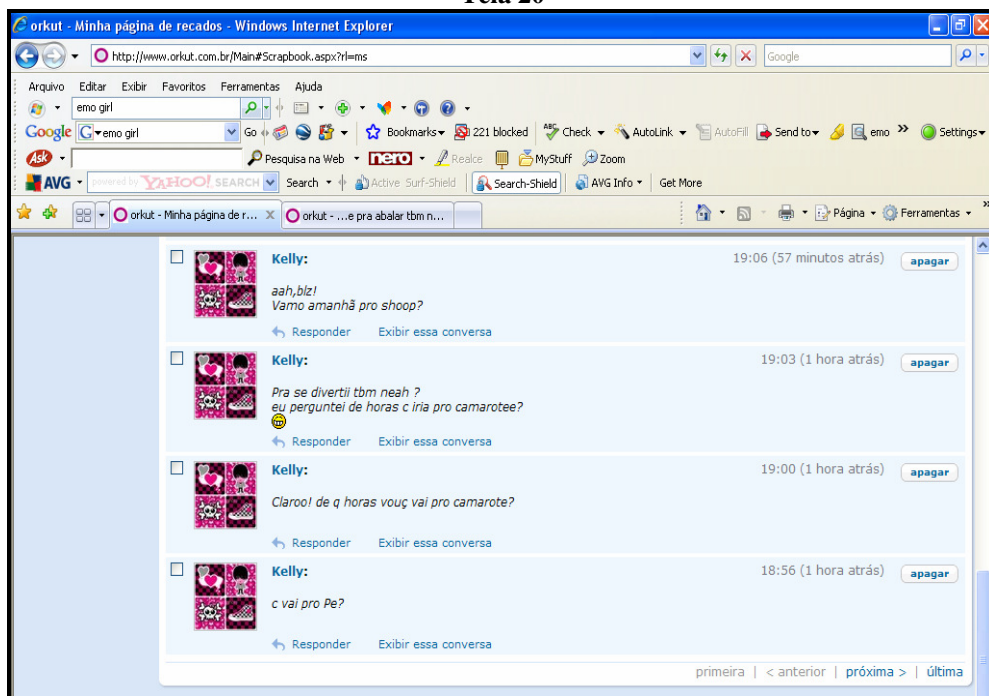 Tela 20
orkut - Minha página de recados - Windows Internet Explorer
http://www.orkut.com.br/Main#Scrapbook.aspx?rl=ms
Google
Arquivo Editar Exibir Favoritos Ferramentas Ajuda
emo girl
Google G emo girl Go Bookmarks 221 blocked ABC Check AutoLink AutoFill Send to emo » Settings
Ask Pesquisa na Web nero Realce MyStuff Zoom
AVG powered by YAHOO! SEARCH Search Active Surf-Shield Search-Shield AVG Info Get More
orkut - Minha página de r... X orkut - ...e pra abalar tbm n... Página Ferramentas »
Kelly: 19:06 (57 minutos atrás) apagar
aah,blz!
Vamo amanhã pro shoop?
Responder Exibir essa conversa
Kelly: 19:03 (1 hora atrás) apagar
Pra se divertii tbm neah ?
eu perguntei de horas c iria pro camarotee?
Responder Exibir essa conversa
Kelly: 19:00 (1 hora atrás) apagar
Claroo! de q horas vouç vai pro camarote?
Responder Exibir essa conversa
Kelly: 18:56 (1 hora atrás) apagar
c vai pro Pe?
Responder Exibir essa conversa
primeira | < anterior | próxima > | última